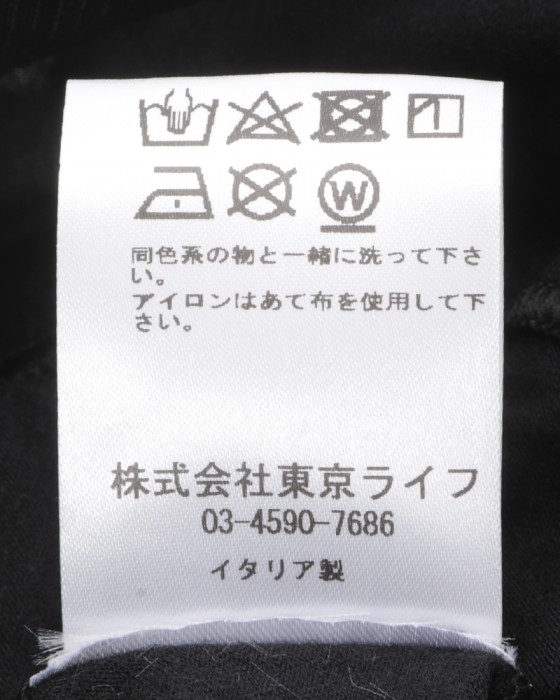 W
同色系の物と一緒に洗って下さ
い。
アイロンはあて布を使用して下
さい。
株式会社東京ライフ
03-4590-7686
イタリア製